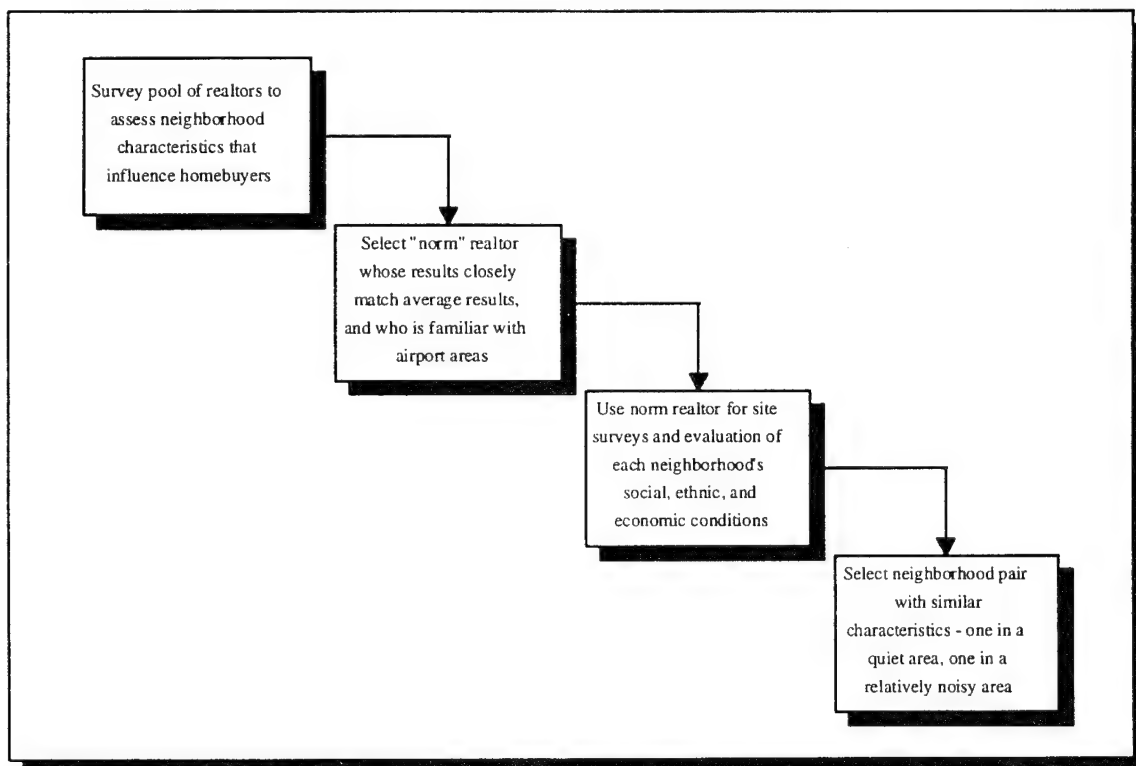 Survey pool of realtors to
assess neighborhood
characteristics that
influence homebuyers
Select "norm" realtor
whose results closely
match average results,
and who is familiar with
airport areas
Use norm realtor for site
surveys and evaluation of
each neighborhood's
social, ethnic, and
economic conditions
Select neighborhood pair
with similar
characteristics - one in a
quiet area, one in a
relatively noisy area